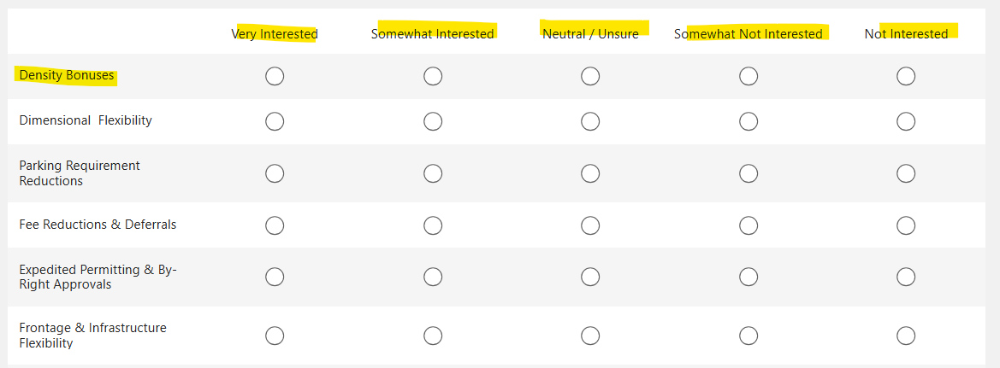 Very Interested Somewhat Interested Neutral / Unsure Somewhat Not Interested Not Interested
Density Bonuses
Dimensional  Flexibility
Parking Requirement
Reductions
Fee Reductions & Deferrals
Expedited Permitting & By-
Right Approvals
Frontage & Infrastructure
Flexibility